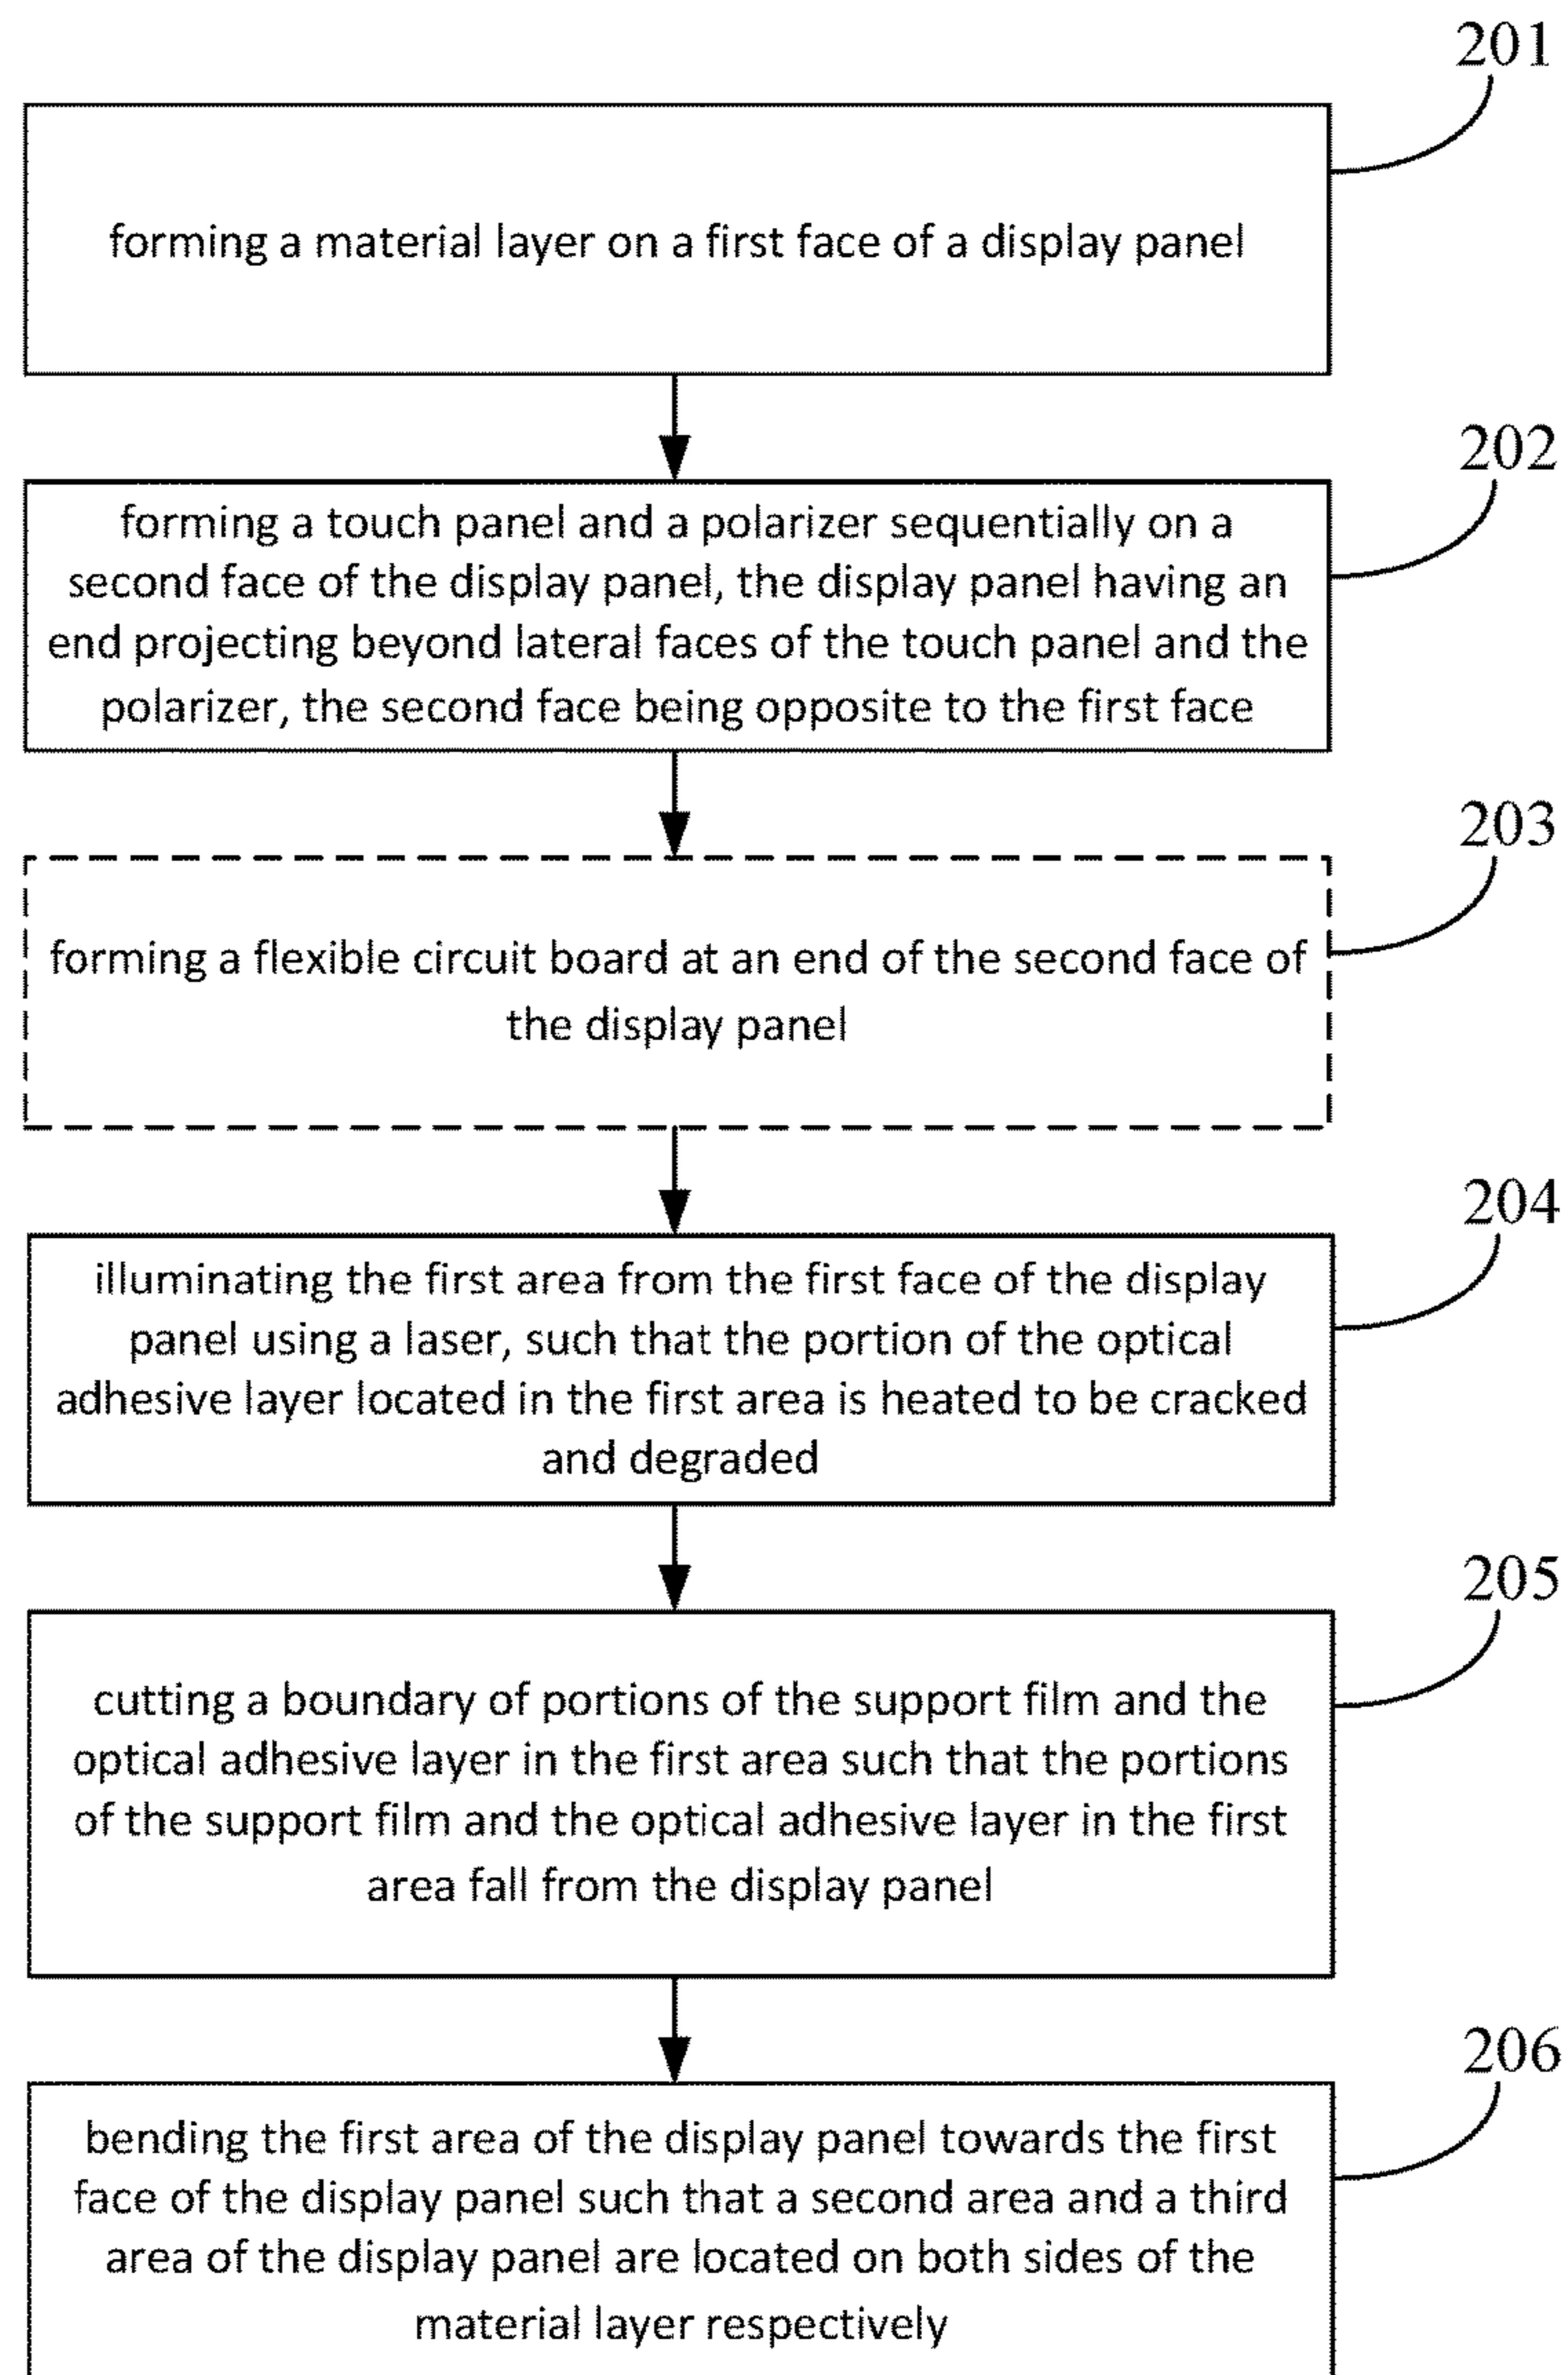 201
forming a material layer on a first face of a display panel
202
forming a touch panel and a polarizer sequentially on a
second face of the display panel, the display panel having an
end projecting beyond lateral faces of the touch panel and the
polarizer, the second face being opposite to the first face
203
forming a flexible circuit board at an end of the second face of
the display panel
204
illuminating the first area from the first face of the display
panel using a laser, such that the portion of the optical
adhesive layer located in the first area is heated to be cracked
and degraded
205
cutting a boundary of portions of the support film and the
optical adhesive layer in the first area such that the portions
of the support film and the optical adhesive layer in the first
area fall from the display panel
206
bending the first area of the display panel towards the first
face of the display panel such that a second area and a third
area of the display panel are located on both sides of the
material layer respectively